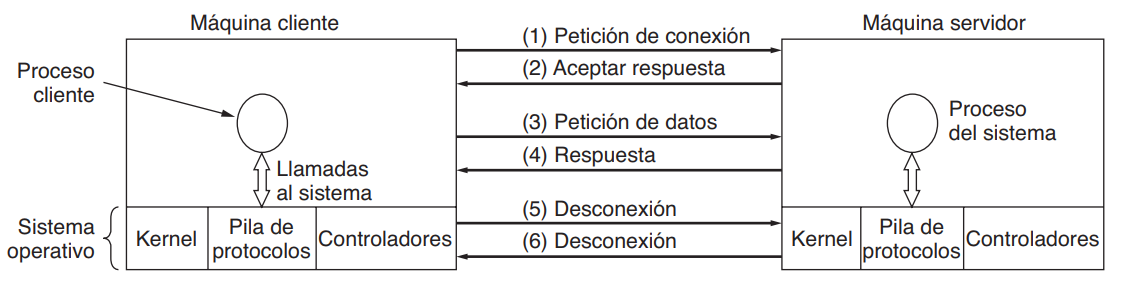 Máquina cliente
Máquina servidor
(1) Petición de conexión
(2) Aceptar respuesta
Proceso
cliente
(3) Petición de datos
Proceso
del sistema
(4) Respuesta
Llamadas
al sistema
(5) Desconexión
(6) Desconexión
Sistema
operativo
Kernel
Pila de
protocolos
Controladores
Kernel
Pila de
protocolos
Controladores